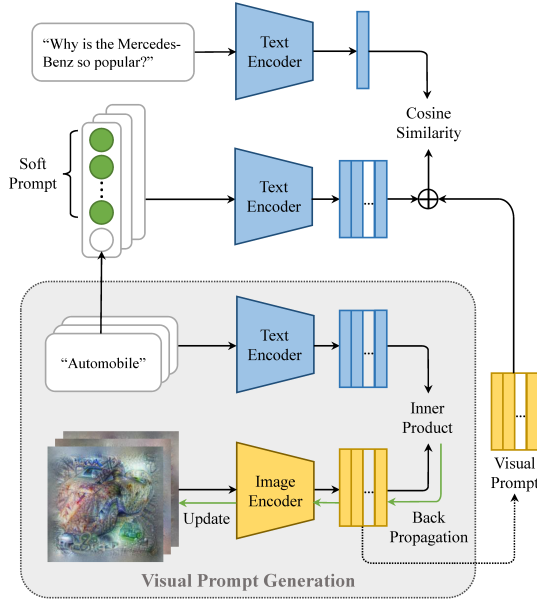 “Why is the Mercedes-
Benz so popular?”
Text
Encoder
Cosine
Similarity
Soft
Prompt
Text
Encoder
...
“Automobile”
Text
Encoder
...
Inner
Product
Image
Encoder
...
Update
Back
Propagation
...
Visual
Prompt
Visual Prompt Generation